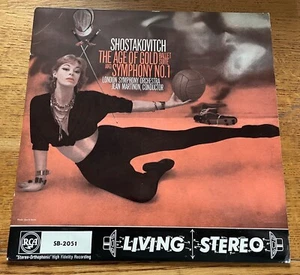 SHOSTAKOVITCH
THE AGE OF GOLD BALLET SUITE
AND SYMPHONY NO.1
LONDON SYMPHONY ORCHESTRA
JEAN MARTINON, CONDUCTOR
RCA
SB-2051
LIVING STEREO
"Stereo-Orthophonic" High Fidelity Recording